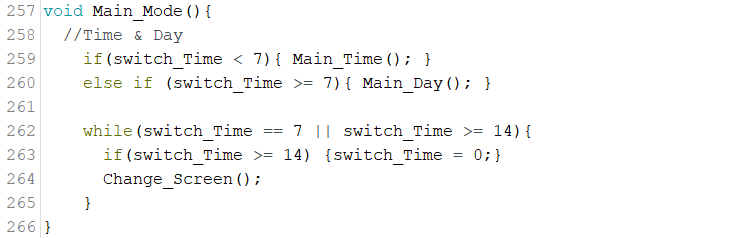 257 void Main_Mode(){
258   //Time & Day
259     if(switch_Time < 7){ Main_Time(); }
260     else if (switch_Time >= 7){ Main_Day(); }
261
262     while(switch_Time == 7 || switch_Time >= 14){
263       if(switch_Time >= 14) {switch_Time = 0;}
264       Change_Screen();
265     }
266 }